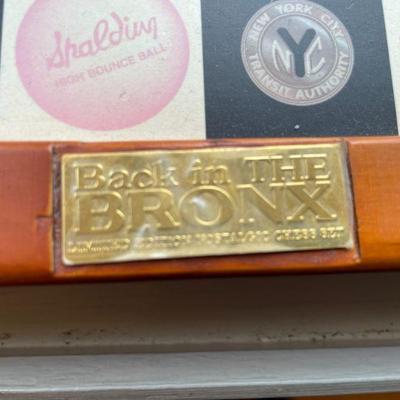 Spalding
HIGH BOUNCE BALL
NEW YORK CITY
NYC
TRANSIT AUTHORITY
Back in THE
BRONX
LIMITED EDITION NOSTALGIC CHESS SET